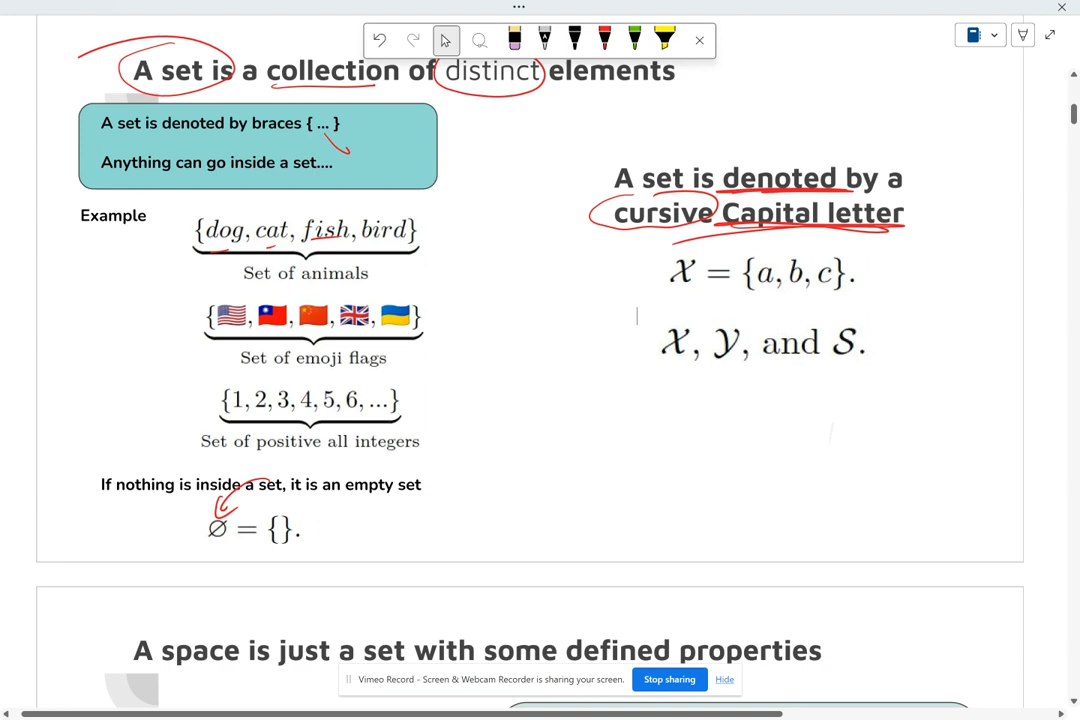 A set is a collection of distinct elements
A set is denoted by braces { ... }
Anything can go inside a set....
Example
{dog, cat, fish, bird}
Set of animals
{🇺🇸, 🇹🇼, 🇨🇳, 🇬🇧, 🇺🇦}
Set of emoji flags
{1, 2, 3, 4, 5, 6, ...}
Set of positive all integers
If nothing is inside a set, it is an empty set
∅ = {}.
A set is denoted by a
cursive Capital letter
𝒳 = {a, b, c}.
𝒳, 𝒴, and 𝒮.
A space is just a set with some defined properties
Vimeo Record - Screen & Webcam Recorder is sharing your screen.
Stop sharing
Hide